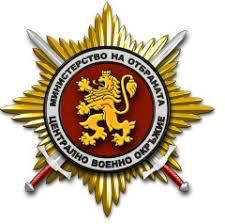 МИНИСТЕРСТВО НА ОТБРАНАТА
ЦЕНТРАЛНО ВОЕННО ОКРЪЖИЕ